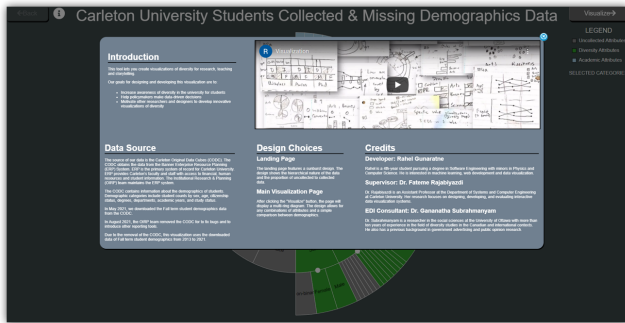 Carleton University Students Collected & Missing Demographics Data
Visualize→
LEGEND
Uncollected Attributes
Diversity Attributes
Academic Attributes
SELECTED CATEGORIE
Introduction
This tool lets you create visualizations of diversity for research, teaching
and storytelling.
Our goals for designing and developing this visualization are to:
Increase awareness of diversity in the university for students
Help policymakers make data driven decisions
Motivate other researchers and designers to develop innovative
visualizations of diversity
R Visualization
Data Source
The source of our data is the Carleton Original Data Cubes (CODC). The
CODC obtains the data from the Banner Enterprise Resource Planning
(ERP) System. ERP is the primary system of record for Carleton University.
ERP provides Carleton's faculty and staff with access to financial, human
resources and student information. The Institutional Research & Planning
(OIRP) team maintains the ERP system.
The CODC contains information about the demographics of students.
Demographic categories include student counts by sex, age, citizenship
status, degrees, departments, academic years, and study status.
In May 2021, we downloaded the Fall-term student demographics data
from the CODC.
In August 2021, the OIRP team removed the CODC for to fix bugs and to
introduce other reporting tools.
Due to the removal of the CODC, this visualization uses the downloaded
data of Fall-term student demographics from 2013 to 2021.
Design Choices
Landing Page
The landing page features a sunburst design. The
design shows the hierarchical nature of the data
and the proportion of uncollected to collected
data.
Main Visualization Page
After clicking the "Visualize" button, the page will
display a multi-ring diagram. The design allows for
any combinations of attributes and a simple
comparison between demographics.
Credits
Developer: Rahel Gunaratne
Rahel is a 4th-year student pursuing a degree in Software Engineering with minors in Physics and
Computer Science. He is interested in machine learning, web development and data visualization.
Supervisor: Dr. Fateme Rajabiyazdi
Dr. Rajabiyazdi is an Assistant Professor at the Department of Systems and Computer Engineering
at Carleton University. Her research focuses on designing, developing, and evaluating interactive
data visualization systems.
EDI Consultant: Dr. Gananatha Subrahmanyam
Dr. Subrahmanyam is a researcher in the social sciences at the University of Ottawa with more than
ten years of experience in the field of diversity studies in the Canadian and international contexts.
He also has a previous background in government advertising and public opinion research.